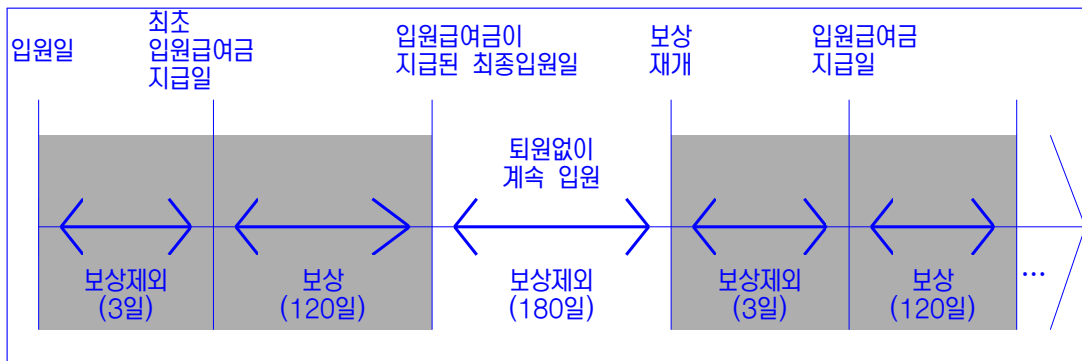 입원일
최초
입원급여금
지급일
입원급여금이
지급된 최종입원일
보상
재개
입원급여금
지급일
퇴원없이
계속 입원
보상제외
(3일)
보상
(120일)
보상제외
(180일)
보상제외
(3일)
보상
(120일)
...